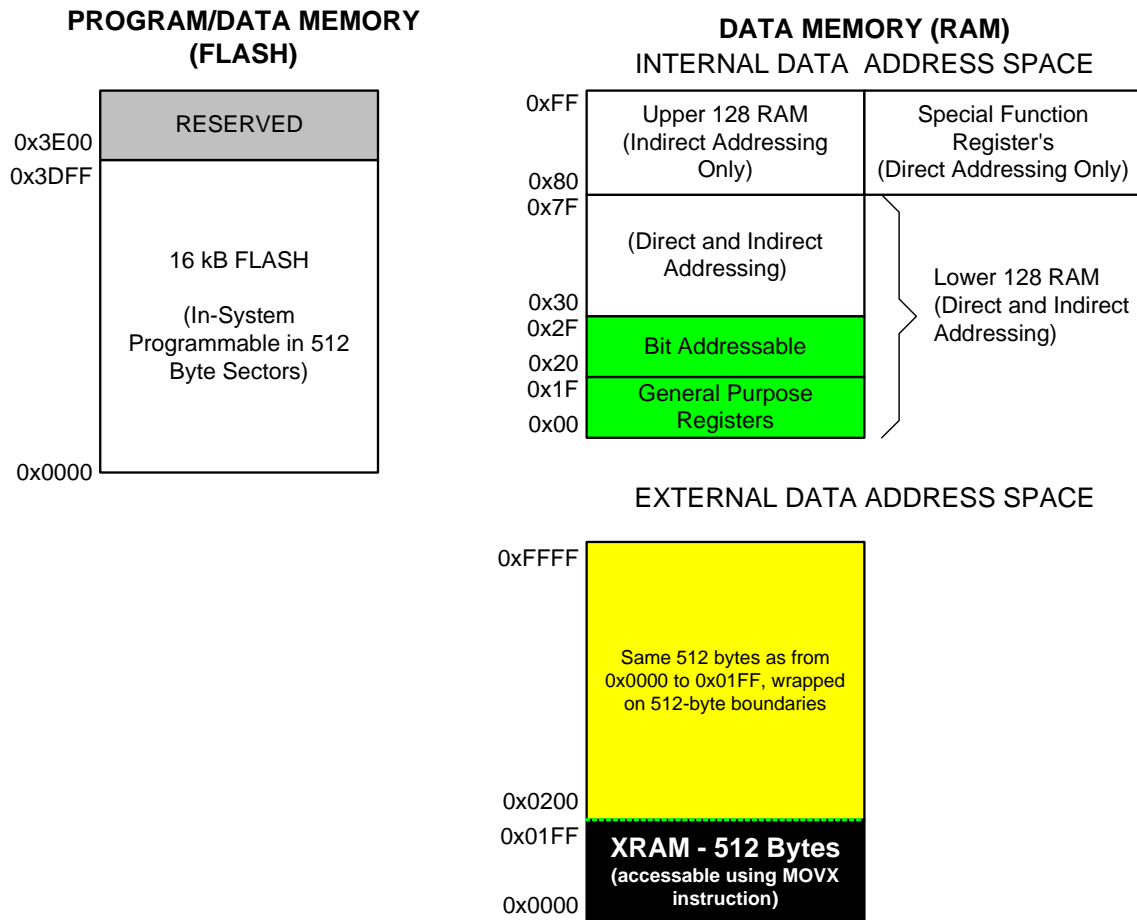 PROGRAM/DATA MEMORY
(FLASH)
RESERVED
0x3E00
0x3DFF
16 kB FLASH
(In-System
Programmable in 512
Byte Sectors)
0x0000
DATA MEMORY (RAM)
INTERNAL DATA ADDRESS SPACE
0xFF
Upper 128 RAM
(Indirect Addressing
Only)
Special Function
Register's
(Direct Addressing Only)
0x80
0x7F
(Direct and Indirect
Addressing)
0x30
Lower 128 RAM
(Direct and Indirect
Addressing)
0x2F
Bit Addressable
0x20
0x1F
General Purpose
Registers
0x00
EXTERNAL DATA ADDRESS SPACE
0xFFFF
Same 512 bytes as from
0x0000 to 0x01FF, wrapped
on 512-byte boundaries
0x0200
0x01FF
XRAM - 512 Bytes
(accessable using MOVX
instruction)
0x0000